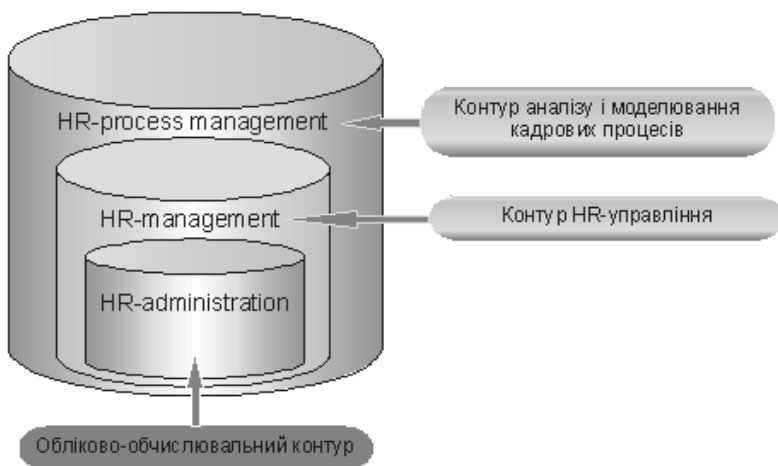 HR-process management
Контур аналізу і моделювання
кадрових процесів
HR-management
Контур HR-управління
HR-administration
Обліково-обчислювальний контур